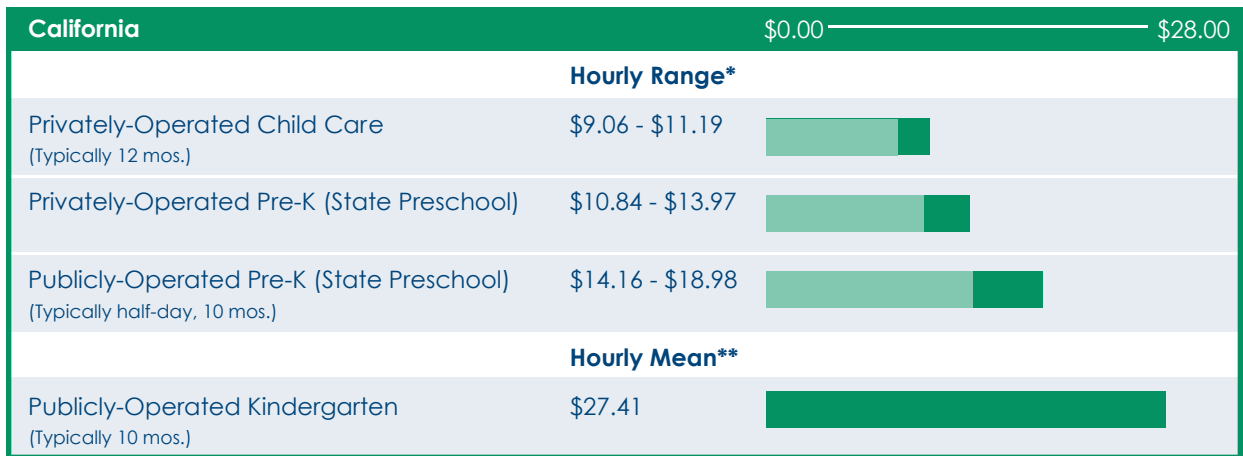 California $0.00 $28.00
Hourly Range*
Privately-Operated Child Care $9.06 - $11.19
(Typically 12 mos.)
Privately-Operated Pre-K (State Preschool) $10.84 - $13.97
Publicly-Operated Pre-K (State Preschool) $14.16 - $18.98
(Typically half-day, 10 mos.)
Hourly Mean**
Publicly-Operated Kindergarten $27.41
(Typically 10 mos.)